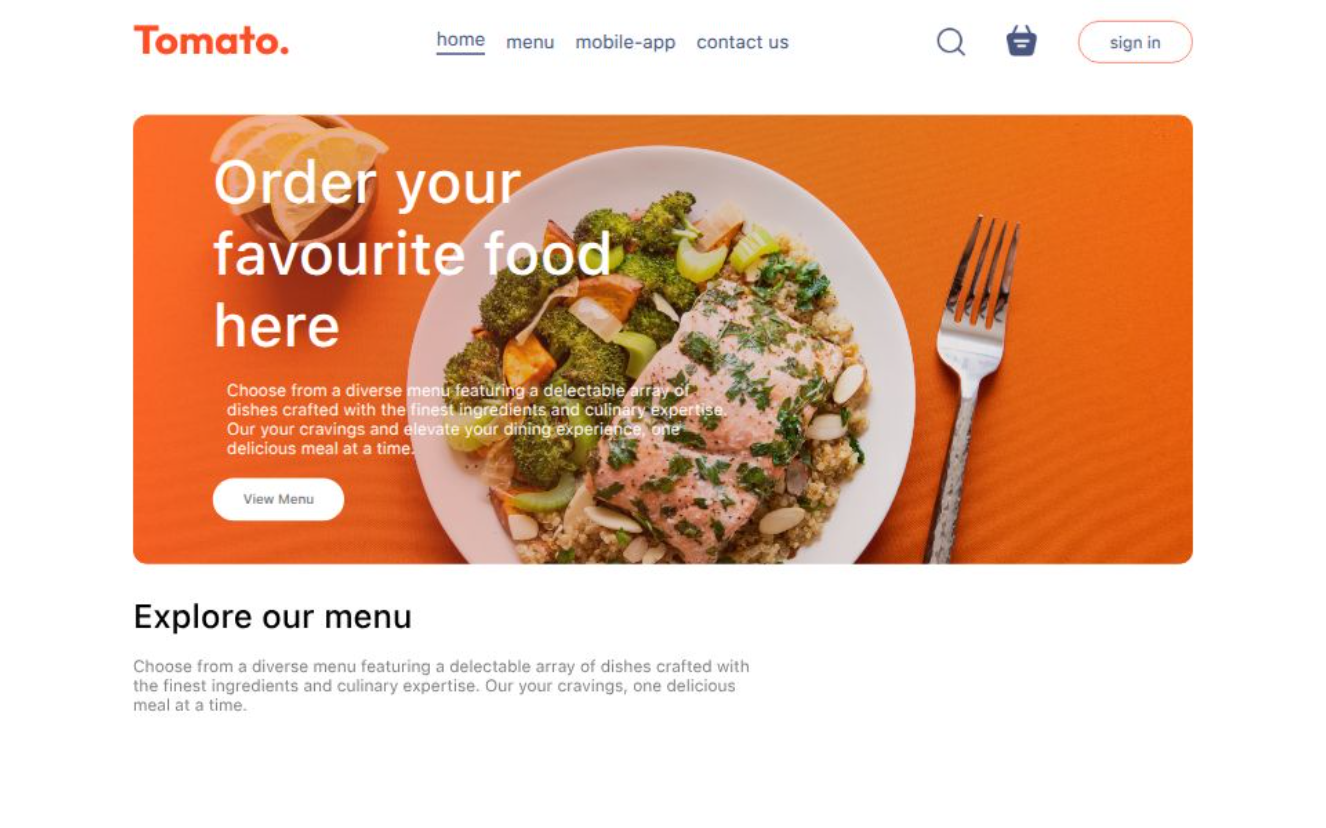 Tomato.
home menu mobile-app contact us
sign in
Order your
favourite food
here
Choose from a diverse menu featuring a delectable array of
dishes crafted with the finest ingredients and culinary expertise.
Our your cravings and elevate your dining experience, one
delicious meal at a time.
View Menu
Explore our menu
Choose from a diverse menu featuring a delectable array of dishes crafted with
the finest ingredients and culinary expertise. Our your cravings, one delicious
meal at a time.